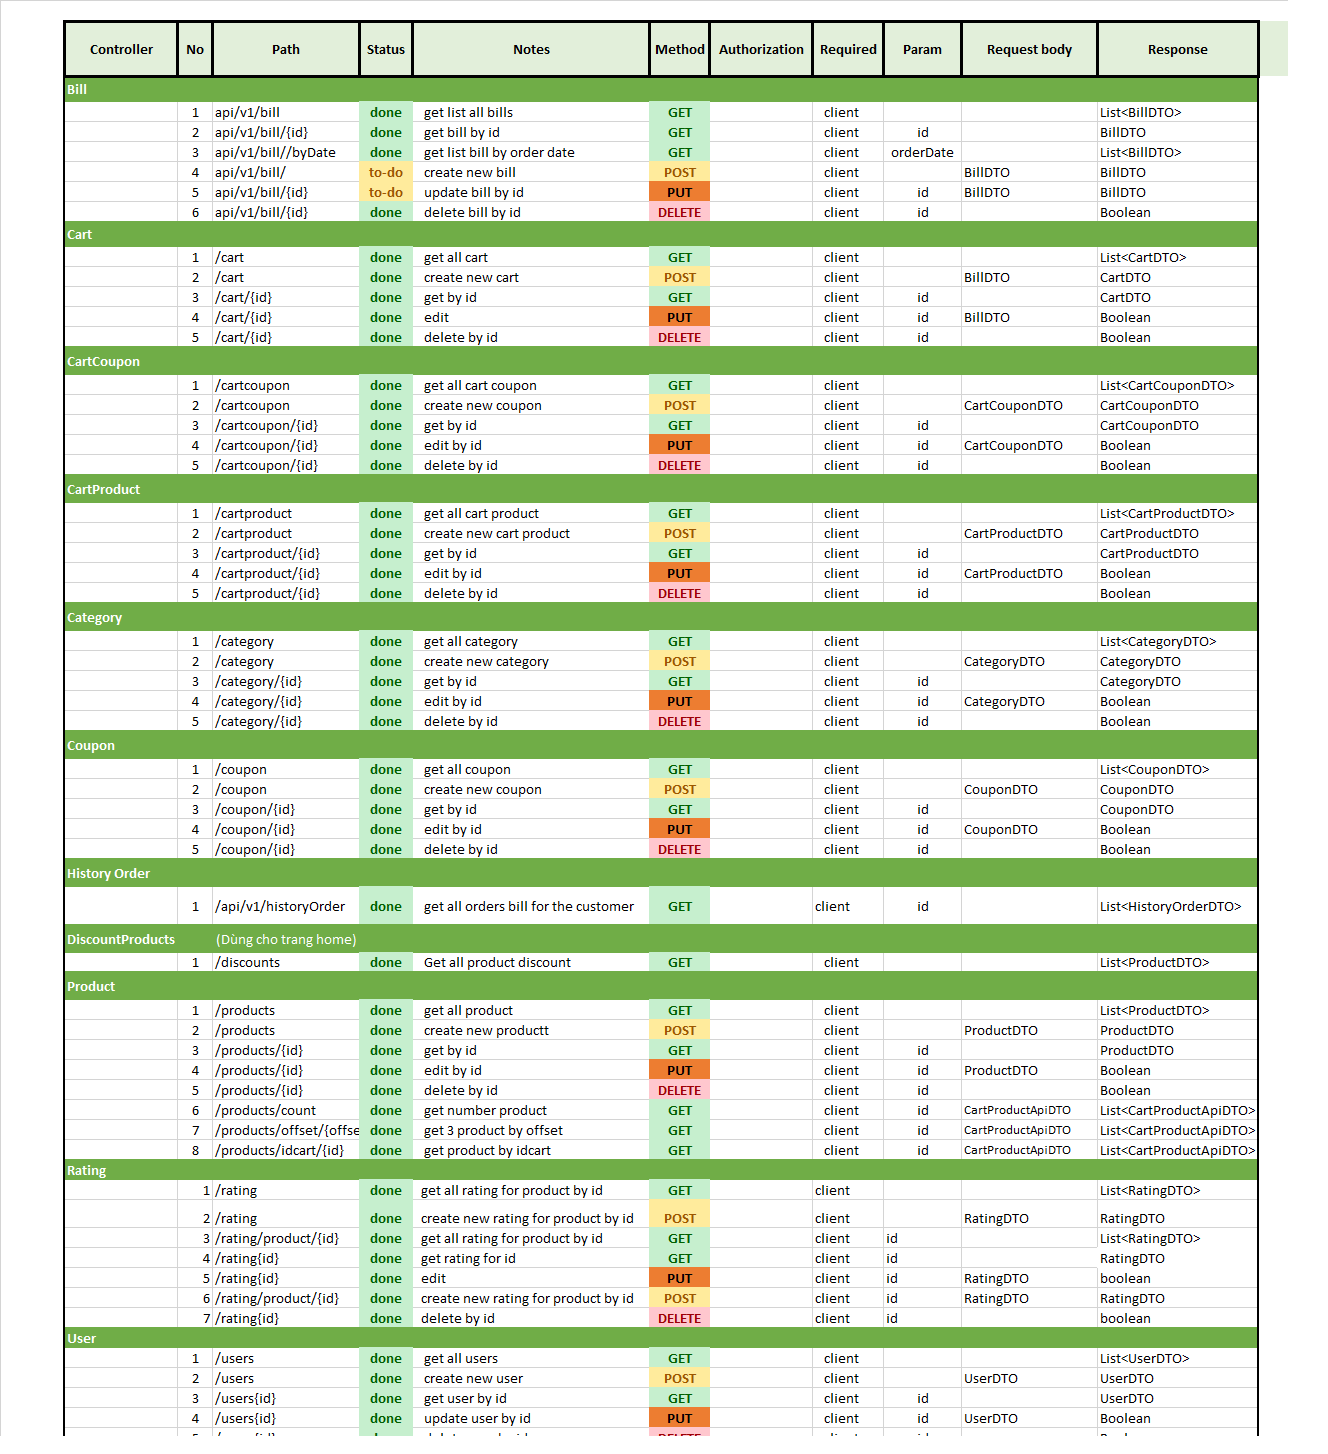 Controller No Path Status Notes Method Authorization Required Param Request body Response
Bill
1 api/v1/bill done get list all bills GET client List<BillDTO>
2 api/v1/bill/{id} done get bill by id GET client id BillDTO
3 api/v1/bill//byDate done get list bill by order date GET client orderDate List<BillDTO>
4 api/v1/bill/ to-do create new bill POST client BillDTO BillDTO
5 api/v1/bill/{id} to-do update bill by id PUT client id BillDTO BillDTO
6 api/v1/bill/{id} done delete bill by id DELETE client id Boolean
Cart
1 /cart done get all cart GET client List<CartDTO>
2 /cart done create new cart POST client BillDTO CartDTO
3 /cart/{id} done get by id GET client id CartDTO
4 /cart/{id} done edit PUT client id BillDTO Boolean
5 /cart/{id} done delete by id DELETE client id Boolean
CartCoupon
1 /cartcoupon done get all cart coupon GET client List<CartCouponDTO>
2 /cartcoupon done create new coupon POST client CartCouponDTO CartCouponDTO
3 /cartcoupon/{id} done get by id GET client id CartCouponDTO
4 /cartcoupon/{id} done edit by id PUT client id CartCouponDTO Boolean
5 /cartcoupon/{id} done delete by id DELETE client id Boolean
CartProduct
1 /cartproduct done get all cart product GET client List<CartProductDTO>
2 /cartproduct done create new cart product POST client CartProductDTO CartProductDTO
3 /cartproduct/{id} done get by id GET client id CartProductDTO
4 /cartproduct/{id} done edit by id PUT client id CartProductDTO Boolean
5 /cartproduct/{id} done delete by id DELETE client id Boolean
Category
1 /category done get all category GET client List<CategoryDTO>
2 /category done create new category POST client CategoryDTO CategoryDTO
3 /category/{id} done get by id GET client id CategoryDTO
4 /category/{id} done edit by id PUT client id CategoryDTO Boolean
5 /category/{id} done delete by id DELETE client id Boolean
Coupon
1 /coupon done get all coupon GET client List<CouponDTO>
2 /coupon done create new coupon POST client CouponDTO CouponDTO
3 /coupon/{id} done get by id GET client id CouponDTO
4 /coupon/{id} done edit by id PUT client id CouponDTO Boolean
5 /coupon/{id} done delete by id DELETE client id Boolean
History Order
1 /api/v1/historyOrder done get all orders bill for the customer GET client id List<HistoryOrderDTO>
DiscountProducts (Dùng cho trang home)
1 /discounts done Get all product discount GET client List<ProductDTO>
Product
1 /products done get all product GET client List<ProductDTO>
2 /products done create new productt POST client ProductDTO ProductDTO
3 /products/{id} done get by id GET client id ProductDTO
4 /products/{id} done edit by id PUT client id ProductDTO Boolean
5 /products/{id} done delete by id DELETE client id Boolean
6 /products/count done get number product GET client id CartProductApiDTO List<CartProductApiDTO>
7 /products/offset/{offse done get 3 product by offset GET client id CartProductApiDTO List<CartProductApiDTO>
8 /products/idcart/{id} done get product by idcart GET client id CartProductApiDTO List<CartProductApiDTO>
Rating
1 /rating done get all rating for product by id GET client List<RatingDTO>
2 /rating done create new rating for product by id POST client RatingDTO RatingDTO
3 /rating/product/{id} done get all rating for product by id GET client id List<RatingDTO>
4 /rating{id} done get rating for id GET client id RatingDTO
5 /rating{id} done edit PUT client id RatingDTO boolean
6 /rating/product/{id} done create new rating for product by id POST client id RatingDTO RatingDTO
7 /rating{id} done delete by id DELETE client id boolean
User
1 /users done get all users GET client List<UserDTO>
2 /users done create new user POST client UserDTO UserDTO
3 /users{id} done get user by id GET client id UserDTO
4 /users{id} done update user by id PUT client id UserDTO Boolean